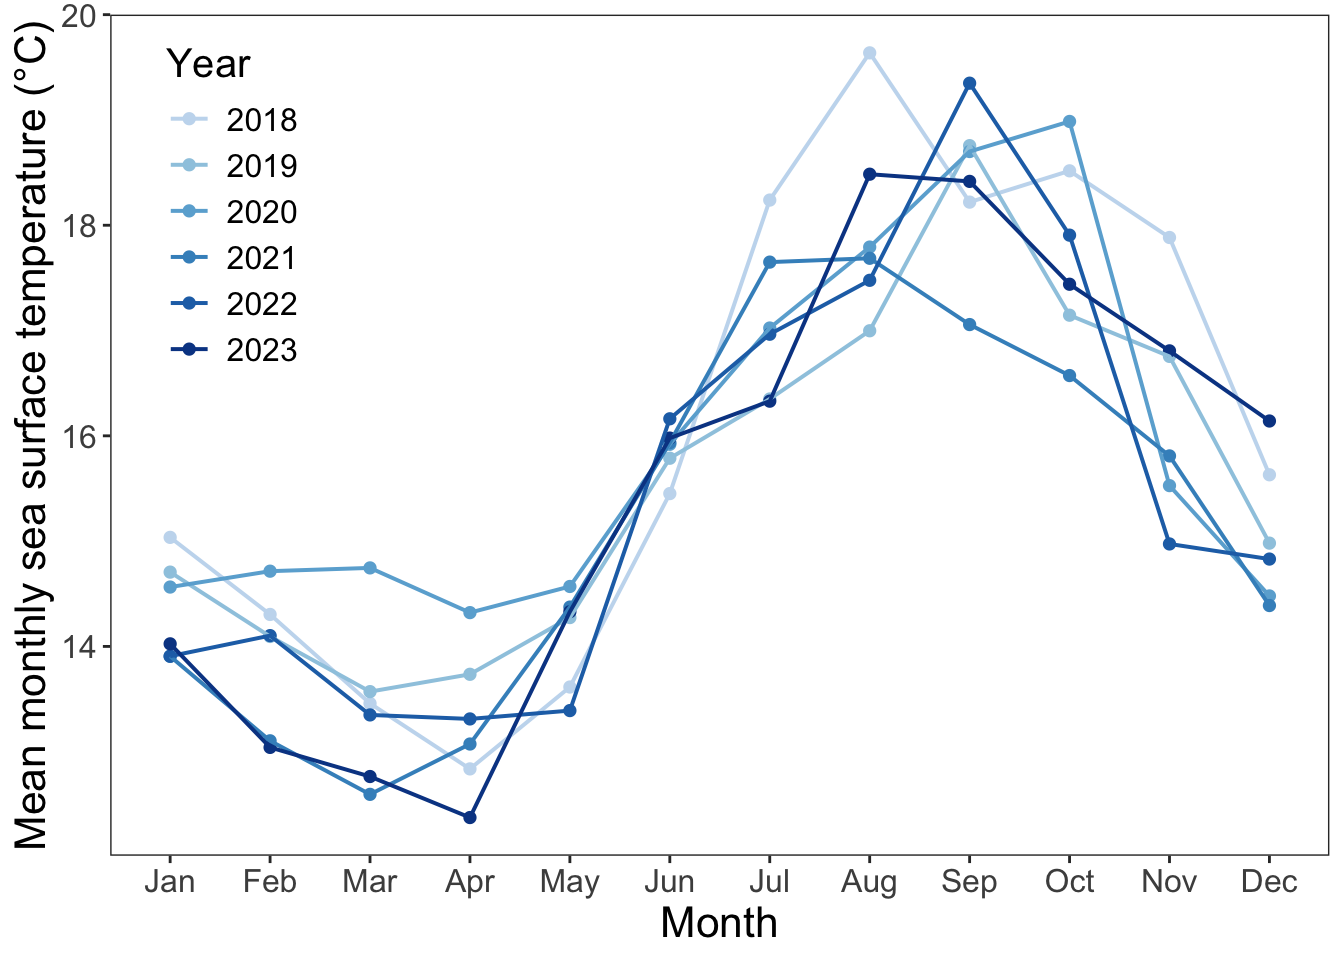 Mean monthly sea surface temperature (°C)
20
18
16
14
Year
2018
2019
2020
2021
2022
2023
Jan Feb Mar Apr May Jun Jul Aug Sep Oct Nov Dec
Month